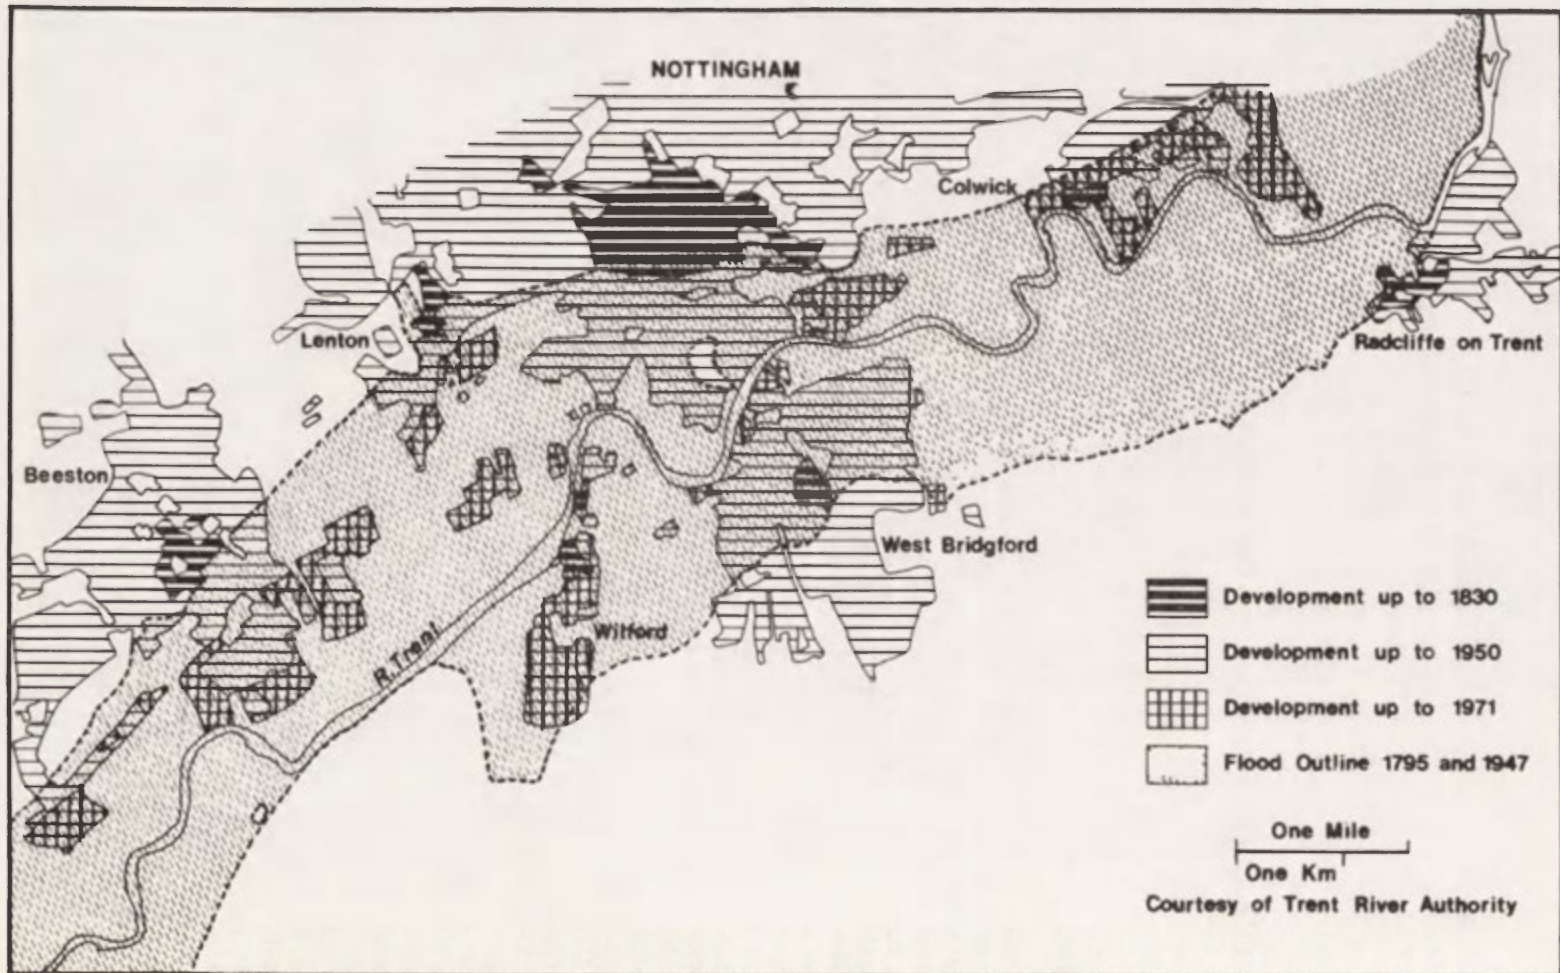 NOTTINGHAM
Colwick
Lenton
Radcliffe on Trent
Beeston
West Bridgford
Wilford
R. Trent
Development up to 1830
Development up to 1950
Development up to 1971
Flood Outline 1795 and 1947
One Mile
One Km
Courtesy of Trent River Authority